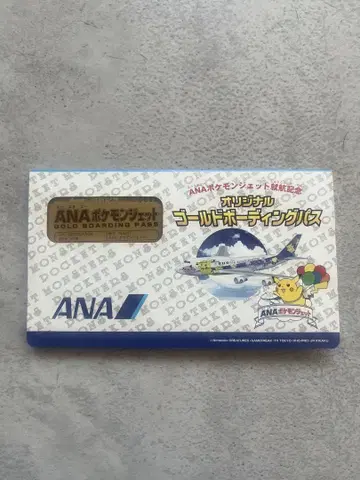 ANAポケモンジェット就航記念
オリジナル
ゴールドボーディングパス
ANAポケモンジェット
GOLD BOARDING PASS
ANA
ANAポケモンジェット
POCKET MONSTERS